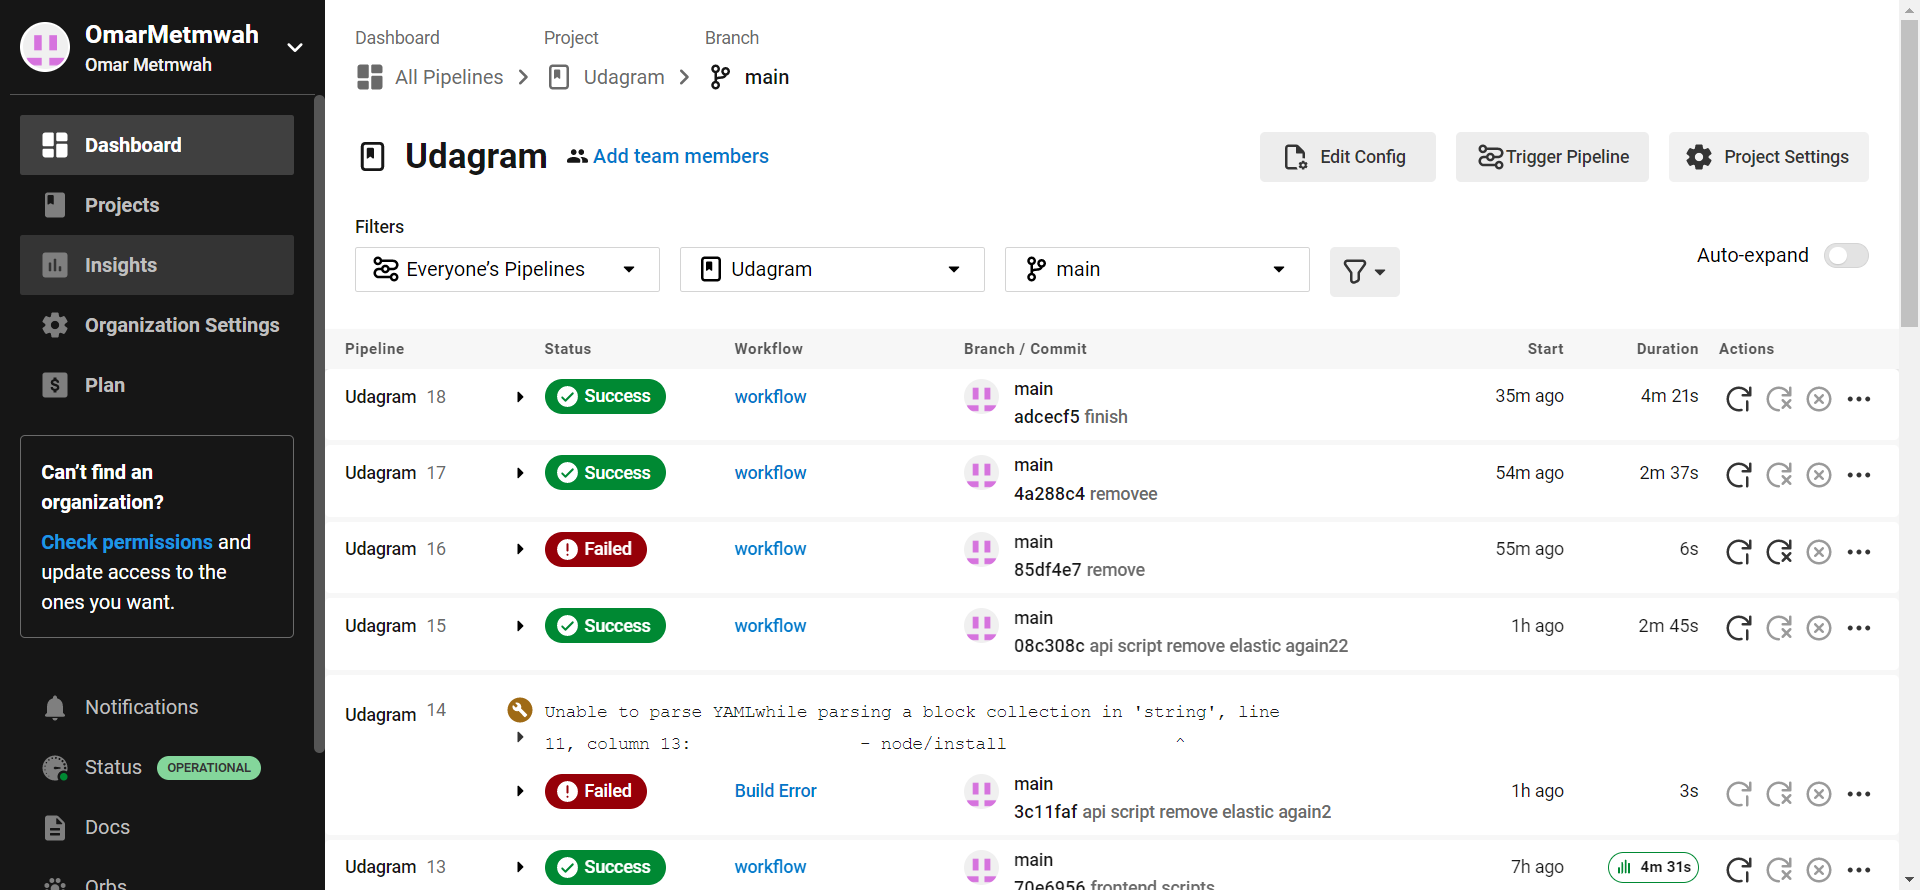 OmarMetmwah
Omar Metmwah
Dashboard
Projects
Insights
Organization Settings
Plan
Can't find an
organization?
Check permissions and
update access to the
ones you want.
Notifications
Status OPERATIONAL
Docs
Orbs
Dashboard Project Branch
All Pipelines Udagram main
Udagram Add team members
Edit Config Trigger Pipeline Project Settings
Filters
Everyone’s Pipelines Udagram main
Auto-expand
Pipeline Status Workflow Branch / Commit Start Duration Actions
Udagram 18 Success workflow main 35m ago 4m 21s
adcecf5 finish
Udagram 17 Success workflow main 54m ago 2m 37s
4a288c4 removee
Udagram 16 Failed workflow main 55m ago 6s
85df4e7 remove
Udagram 15 Success workflow main 1h ago 2m 45s
08c308c api script remove elastic again22
Udagram 14 Unable to parse YAMLwhile parsing a block collection in 'string', line
11, column 13: - node/install ^
Failed Build Error main 1h ago 3s
3c11faf api script remove elastic again2
Udagram 13 Success workflow main 7h ago 4m 31s
70e6956 frontend scripts